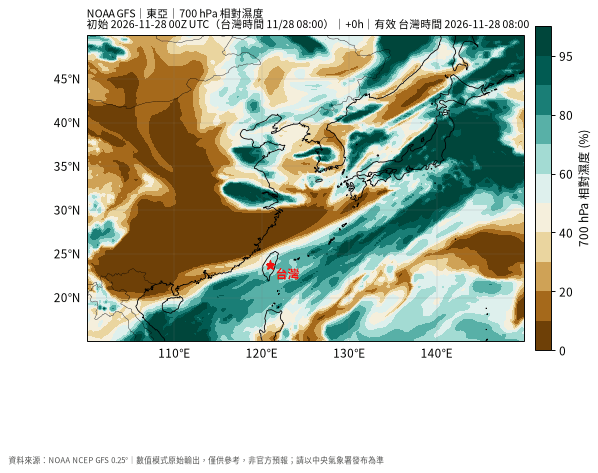 NOAA GFS｜東亞｜700 hPa 相對濕度
初始 2026-11-28 00Z UTC（台灣時間 11/28 08:00）｜+0h｜有效 台灣時間 2026-11-28 08:00
45°N
40°N
35°N
30°N
25°N
20°N
110°E
120°E
130°E
140°E
台灣
95
80
60
40
20
0
700 hPa 相對濕度 (%)
資料來源：NOAA NCEP GFS 0.25°｜數值模式原始輸出，僅供參考，非官方預報；請以中央氣象署發布為準